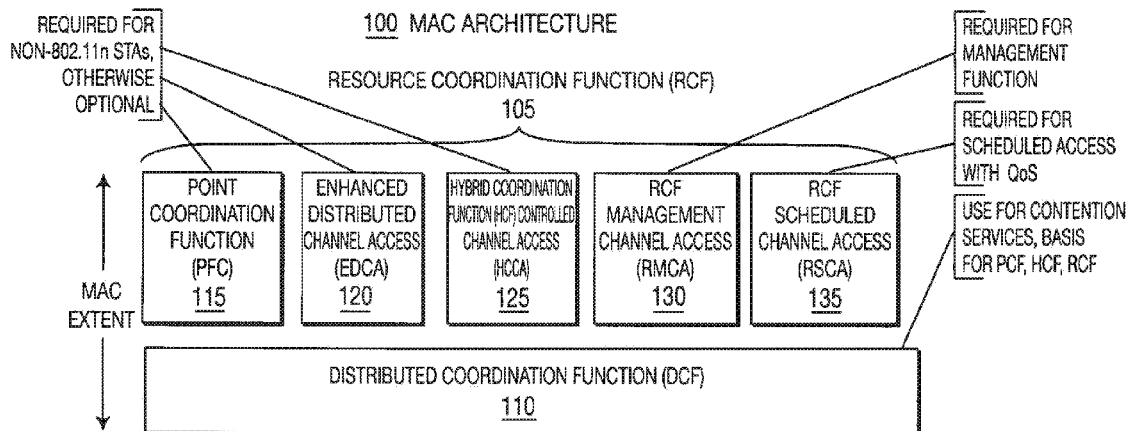 100 MAC ARCHITECTURE
REQUIRED FOR
NON-802.11n STAs,
OTHERWISE
OPTIONAL
RESOURCE COORDINATION FUNCTION (RCF)
105
REQUIRED FOR
MANAGEMENT
FUNCTION
REQUIRED FOR
SCHEDULED ACCESS
WITH QoS
USE FOR CONTENTION
SERVICES, BASIS
FOR PCF, HCF, RCF
MAC
EXTENT
POINT
COORDINATION
FUNCTION
(PFC)
115
ENHANCED
DISTRIBUTED
CHANNEL ACCESS
(EDCA)
120
HYBRID COORDINATION
FUNCTION (HCF) CONTROLLED
CHANNEL ACCESS
(HCCA)
125
RCF
MANAGEMENT
CHANNEL ACCESS
(RMCA)
130
RCF
SCHEDULED
CHANNEL ACCESS
(RSCA)
135
DISTRIBUTED COORDINATION FUNCTION (DCF)
110